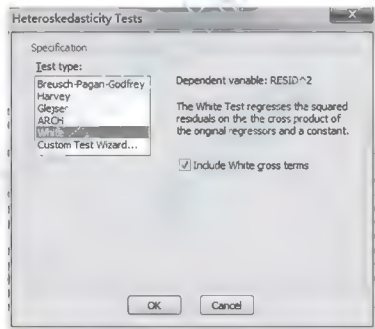 Heteroskedasticity Tests
Specification
Test type:
Breusch-Pagan-Godfrey
Harvey
Glejser
ARCH
White
Custom Test Wizard...
Dependent variable: RESID^2
The White Test regresses the squared
residuals on the the cross product of
the original regressors and a constant.
Include White cross terms
OK
Cancel